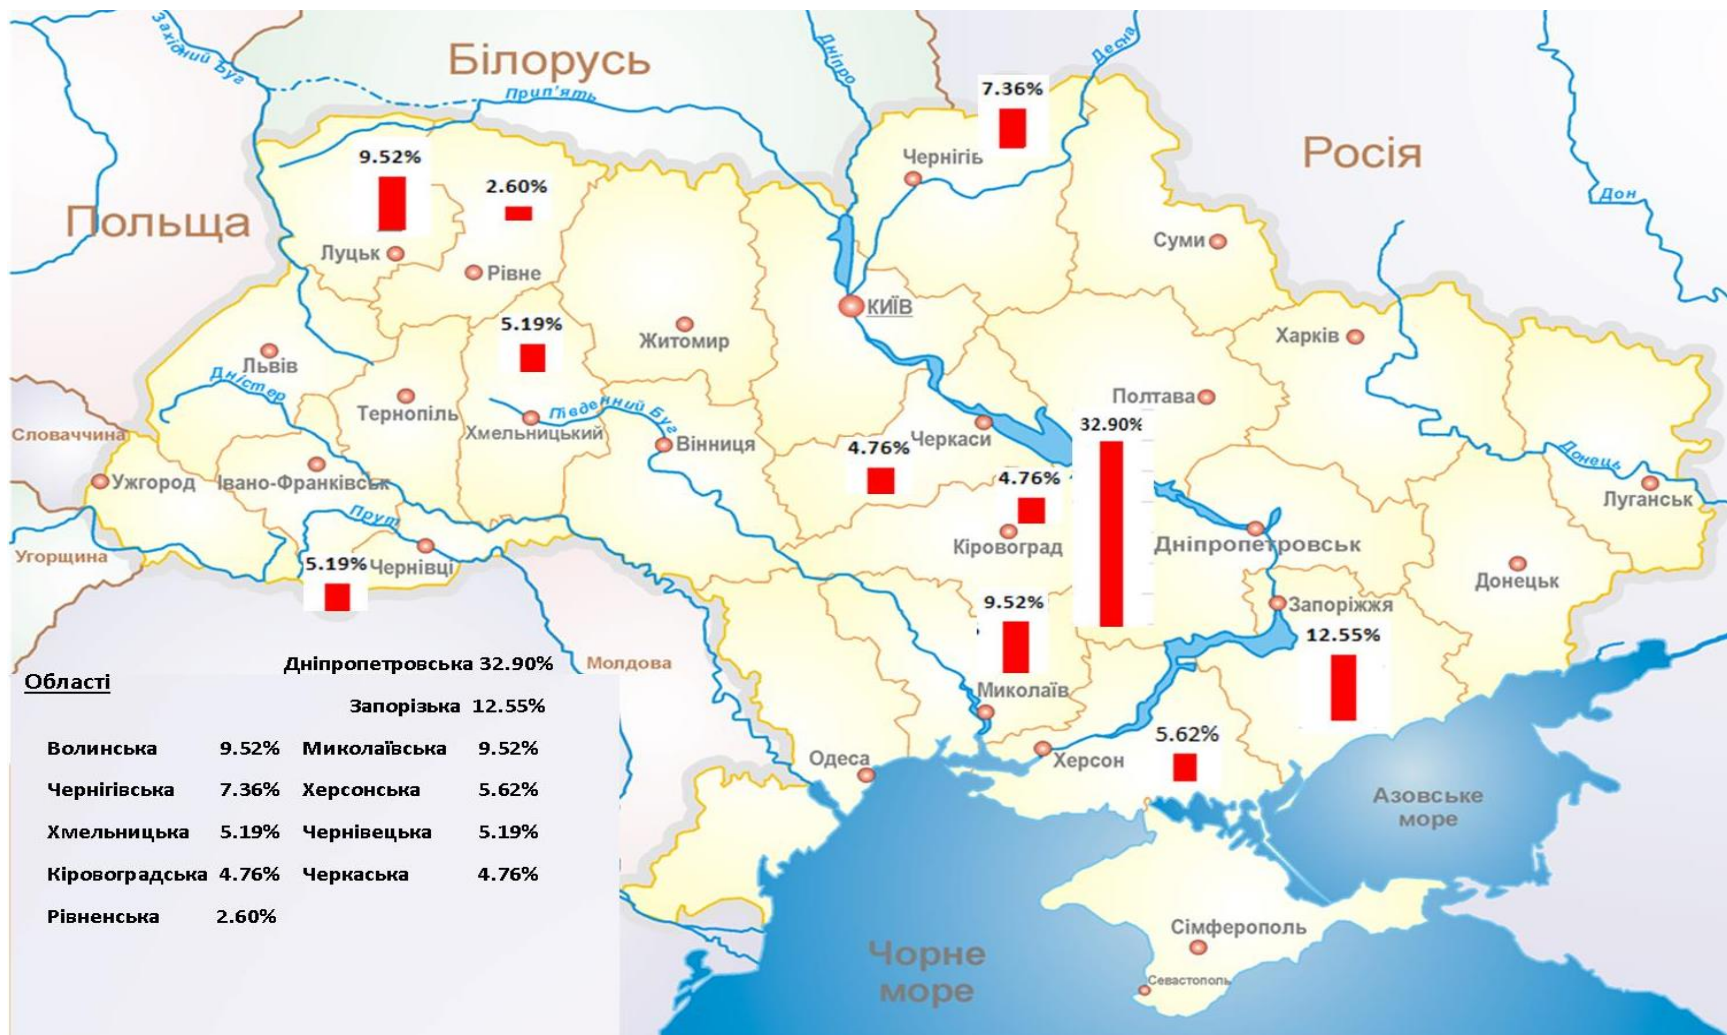 Західний Буг
Білорусь
Дніпро
Десна
Прип'ять
7.36%
Росія
Чернігів
Дон
9.52%
2.60%
Польща
Луцьк
Рівне
Суми
КИЇВ
5.19%
Житомир
Харків
Львів
Дністер
Тернопіль
Південний Буг
Хмельницький
Вінниця
Полтава
Черкаси
32.90%
4.76%
4.76%
Словаччина
Ужгород
Івано-Франківськ
Донець
Луганськ
Прут
Кіровоград
Дніпропетровськ
Угорщина
5.19%
Чернівці
Донецьк
9.52%
Запоріжжя
12.55%
Молдова
Миколаїв
5.62%
Одеса
Херсон
Азовське
море
Сімферополь
Севастополь
Чорне
море
Дніпропетровська 32.90%
Області
Запорізька 12.55%
Волинська 9.52% Миколаївська 9.52%
Чернігівська 7.36% Херсонська 5.62%
Хмельницька 5.19% Чернівецька 5.19%
Кіровоградська 4.76% Черкаська 4.76%
Рівненська 2.60%